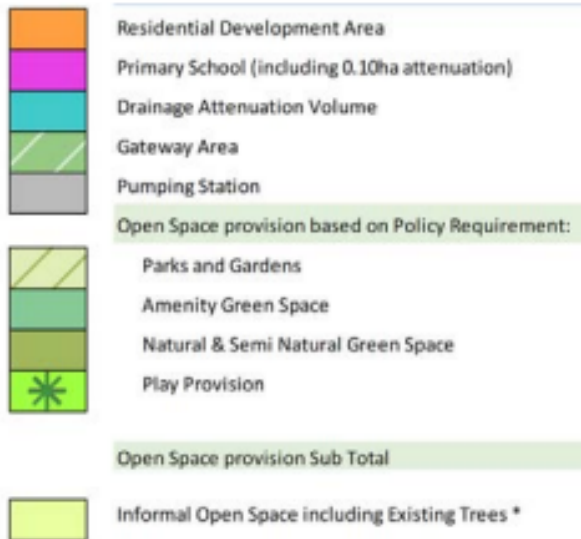 Residential Development Area
Primary School (including 0.10ha attenuation)
Drainage Attenuation Volume
Gateway Area
Pumping Station
Open Space provision based on Policy Requirement:
Parks and Gardens
Amenity Green Space
Natural & Semi Natural Green Space
Play Provision
Open Space provision Sub Total
Informal Open Space including Existing Trees *